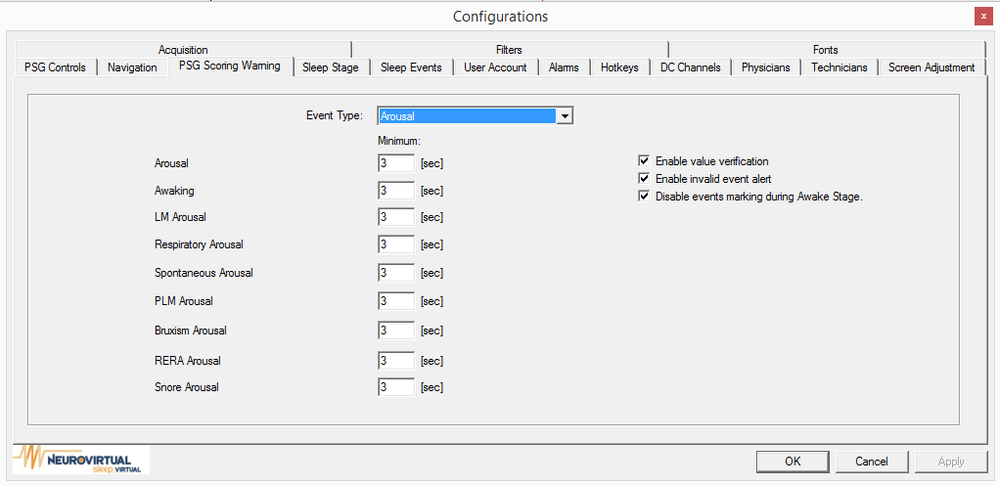 Configurations
x
Acquisition Filters Fonts
PSG Controls Navigation PSG Scoring Warning Sleep Stage Sleep Events User Account Alarms Hotkeys DC Channels Physicians Technicians Screen Adjustment
Event Type: Arousal
Minimum:
Arousal 3 [sec]
Enable value verification
Awaking 3 [sec]
Enable invalid event alert
Disable events marking during Awake Stage.
LM Arousal 3 [sec]
Respiratory Arousal 3 [sec]
Spontaneous Arousal 3 [sec]
PLM Arousal 3 [sec]
Bruxism Arousal 3 [sec]
RERA Arousal 3 [sec]
Snore Arousal 3 [sec]
NEUROVIRTUAL
sleep VIRTUAL
OK Cancel Apply